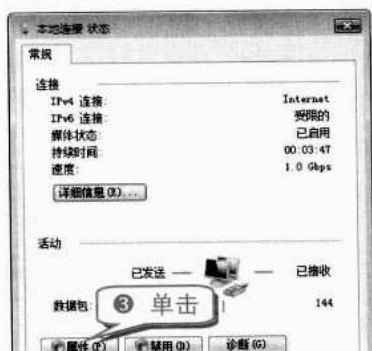 本地连接 状态
常规
连接
IPv4 连接: Internet
IPv6 连接: 受限的
媒体状态: 已启用
持续时间: 00:03:47
速度: 1.0 Gbps
详细信息(E)...
活动
已发送 — — 已接收
数据包: 144
❸ 单击
属性(P) 禁用(D) 诊断(G)